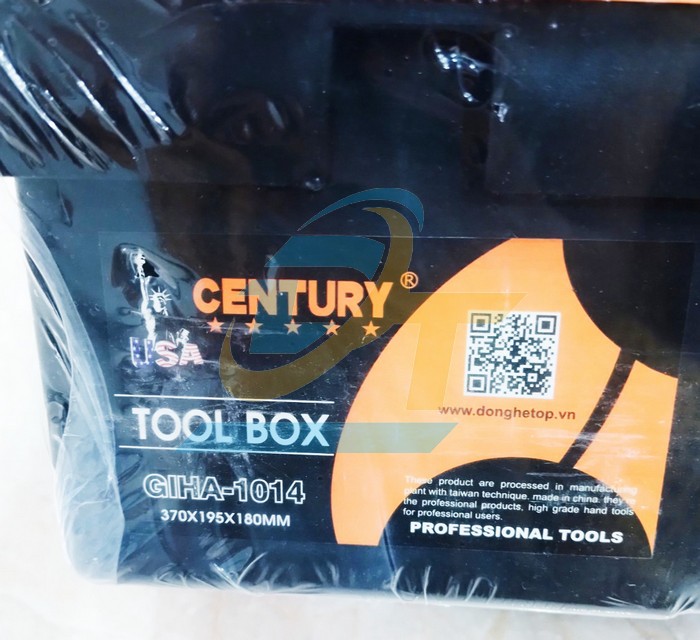 CENTURY®
USA
TOOL BOX
GIHA-1014
370X195X180MM
www.donghetop.vn
These product are processed in manufacturing
plant with taiwan technique. made in china. they're
the professional products, high grade hand tools
for professional users.
PROFESSIONAL TOOLS